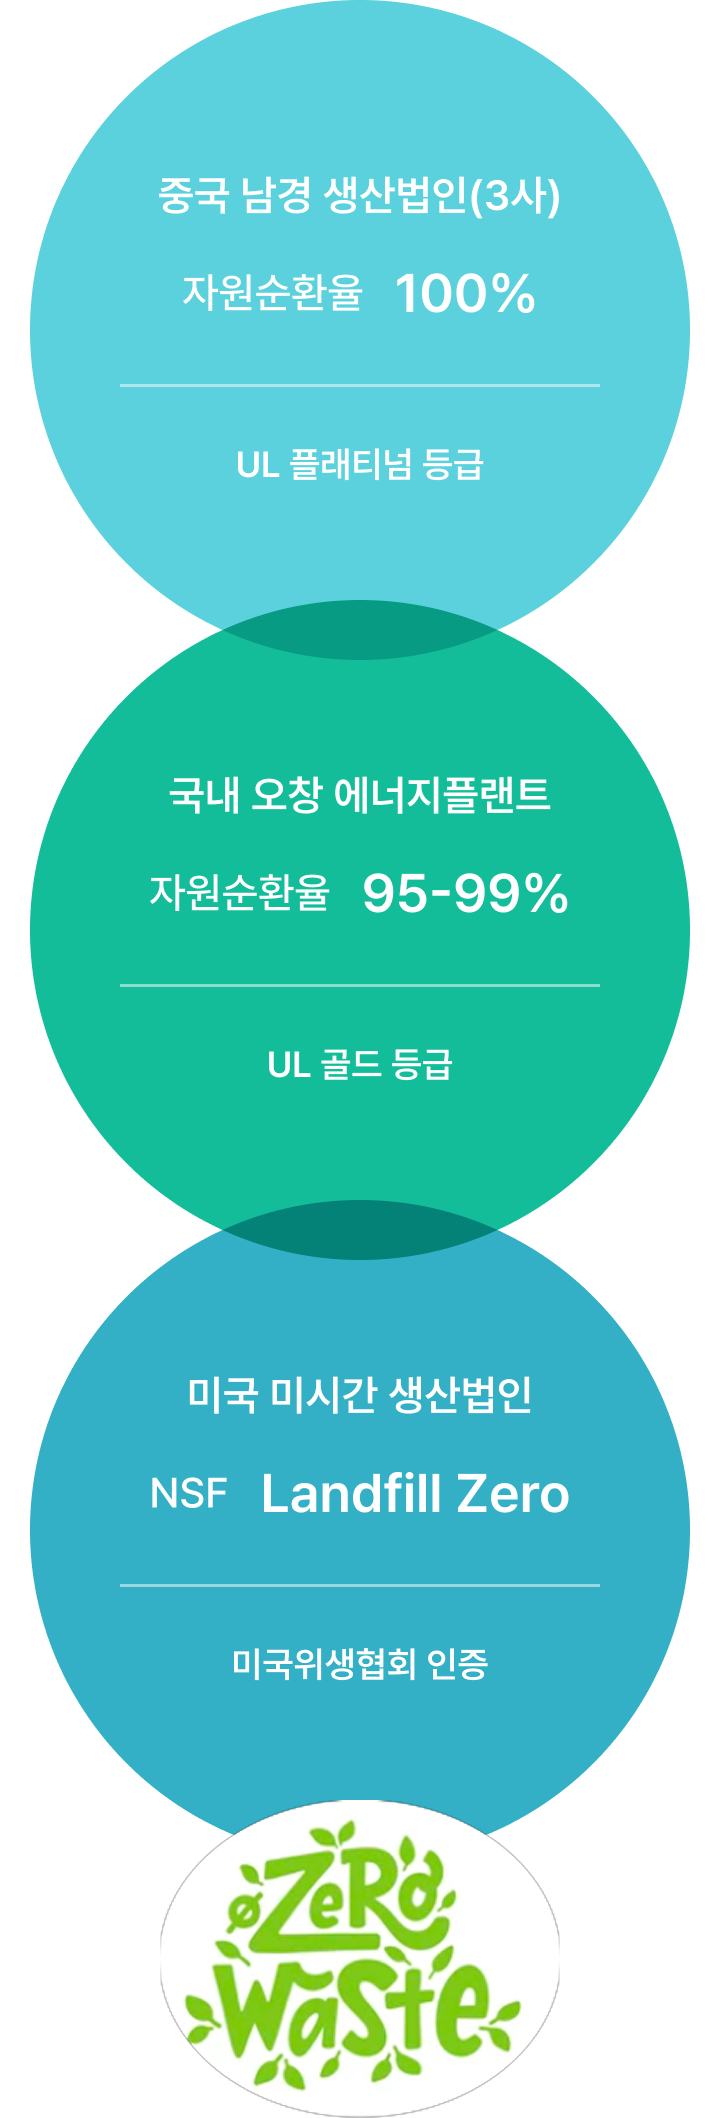 중국 남경 생산법인(3사)
자원순환율 100%
UL 플래티넘 등급
국내 오창 에너지플랜트
자원순환율 95-99%
UL 골드 등급
미국 미시간 생산법인
NSF Landfill Zero
미국위생협회 인증
ZeRo
WaSte